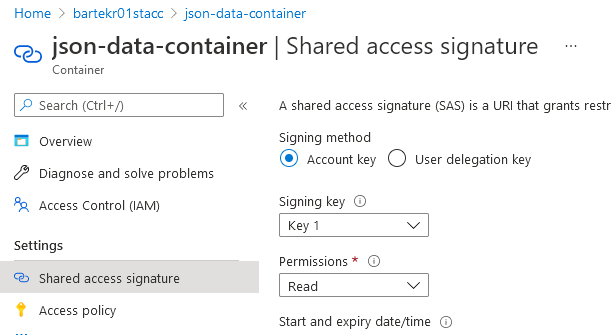 Home > bartekr01stacc > json-data-container
json-data-container | Shared access signature ...
Container
Search (Ctrl+/) «
Overview
Diagnose and solve problems
Access Control (IAM)
Settings
Shared access signature
Access policy
A shared access signature (SAS) is a URI that grants restr
Signing method
Account key User delegation key
Signing key
Key 1
Permissions *
Read
Start and expiry date/time